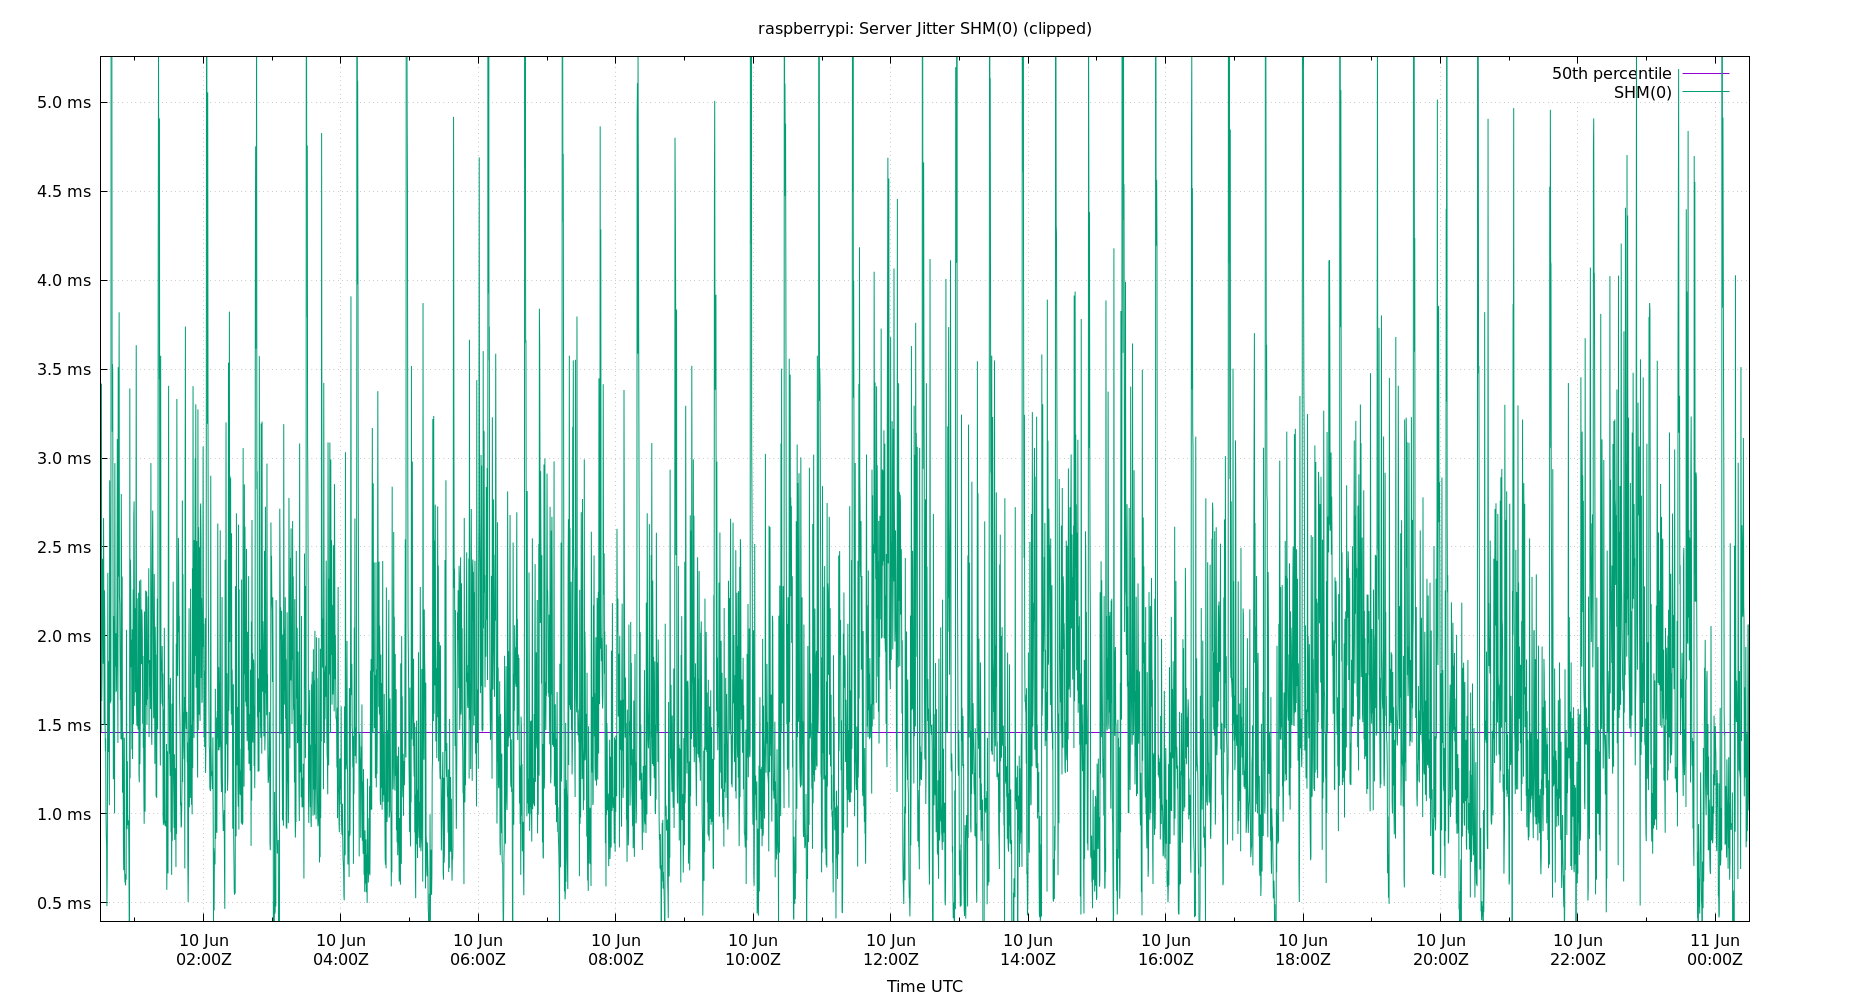 raspberrypi: Server Jitter SHM(0) (clipped)
50th percentile
SHM(0)
5.0 ms
4.5 ms
4.0 ms
3.5 ms
3.0 ms
2.5 ms
2.0 ms
1.5 ms
1.0 ms
0.5 ms
10 Jun 10 Jun 10 Jun 10 Jun 10 Jun 10 Jun 10 Jun 10 Jun 10 Jun 10 Jun 10 Jun 11 Jun
02:00Z 04:00Z 06:00Z 08:00Z 10:00Z 12:00Z 14:00Z 16:00Z 18:00Z 20:00Z 22:00Z 00:00Z
Time UTC